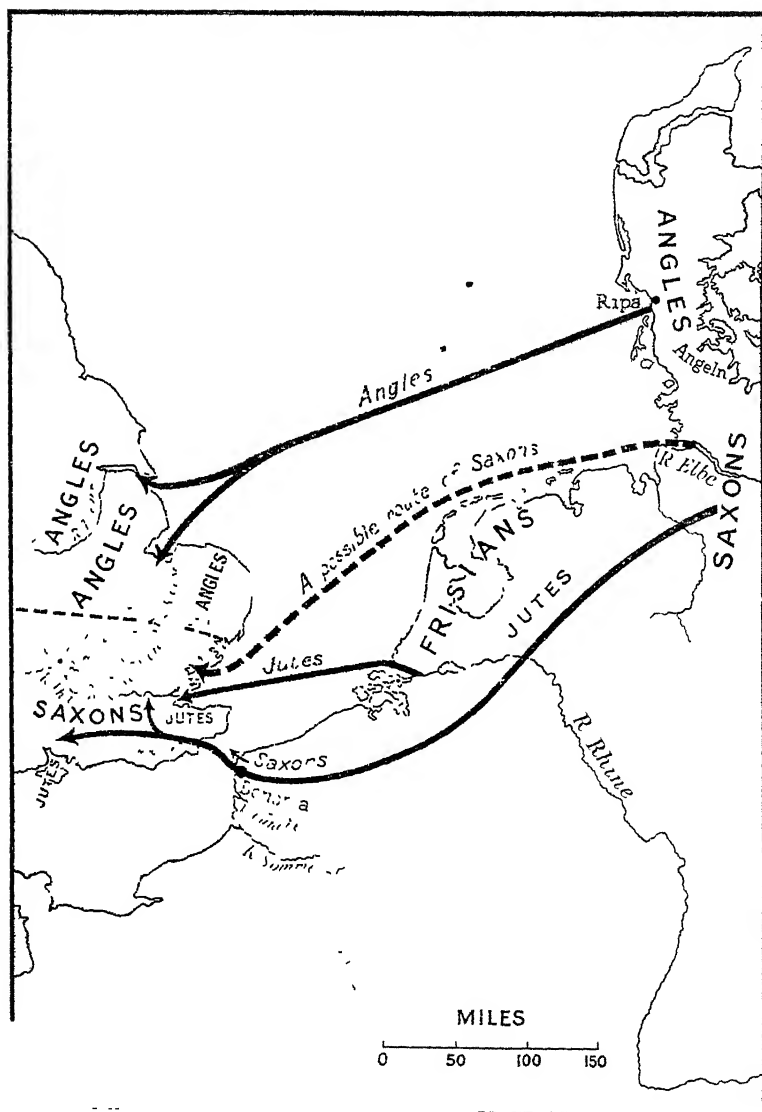 ANGLES
Ripa
Angeln
Angles
SAXONS
R Elbe
A possible route of Saxons
FRISIANS
JUTES
ANGLES
ANGLES
ANGLES
Jutes
SAXONS
JUTES
JUTES
Saxons
R Rhine
MILES
0 50 100 150